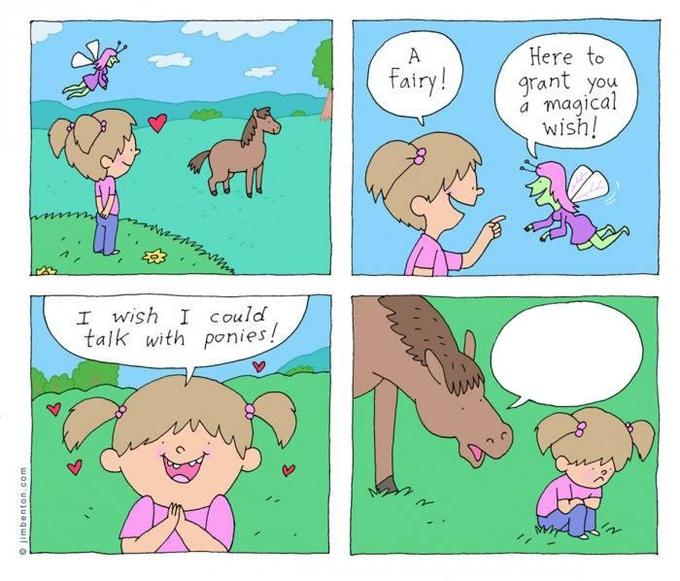 A
Fairy!
Here to
grant you
a magical
wish!
I wish I could
talk with ponies!
© jimbenton.com